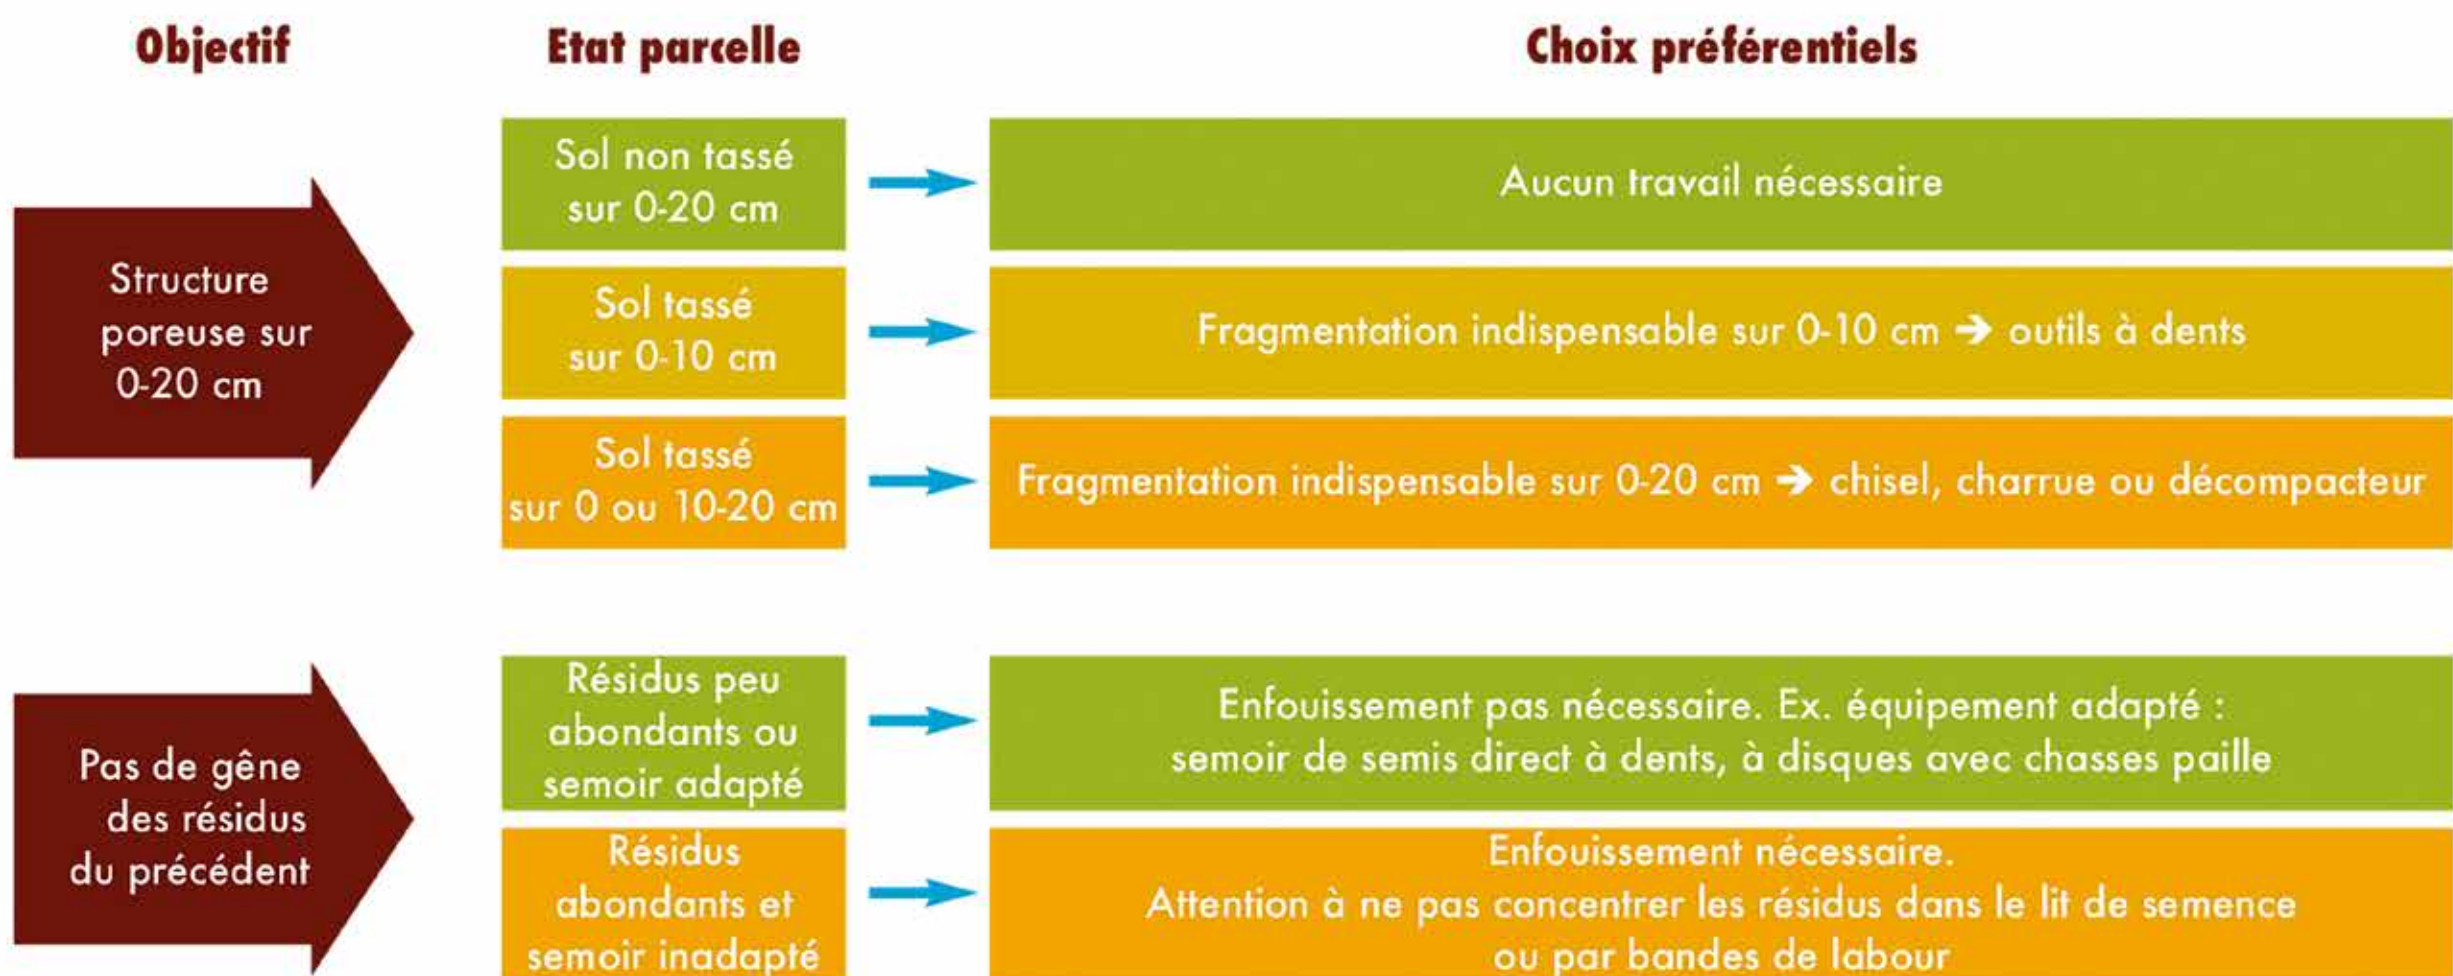 Objectif
Etat parcelle
Choix préférentiels
Structure
poreuse sur
0-20 cm
Sol non tassé
sur 0-20 cm
Aucun travail nécessaire
Sol tassé
sur 0-10 cm
Fragmentation indispensable sur 0-10 cm ➔ outils à dents
Sol tassé
sur 0 ou 10-20 cm
Fragmentation indispensable sur 0-20 cm ➔ chisel, charrue ou décompacteur
Pas de gêne
des résidus
du précédent
Résidus peu
abondants ou
semoir adapté
Enfouissement pas nécessaire. Ex. équipement adapté :
semoir de semis direct à dents, à disques avec chasses paille
Résidus
abondants et
semoir inadapté
Enfouissement nécessaire.
Attention à ne pas concentrer les résidus dans le lit de semence
ou par bandes de labour